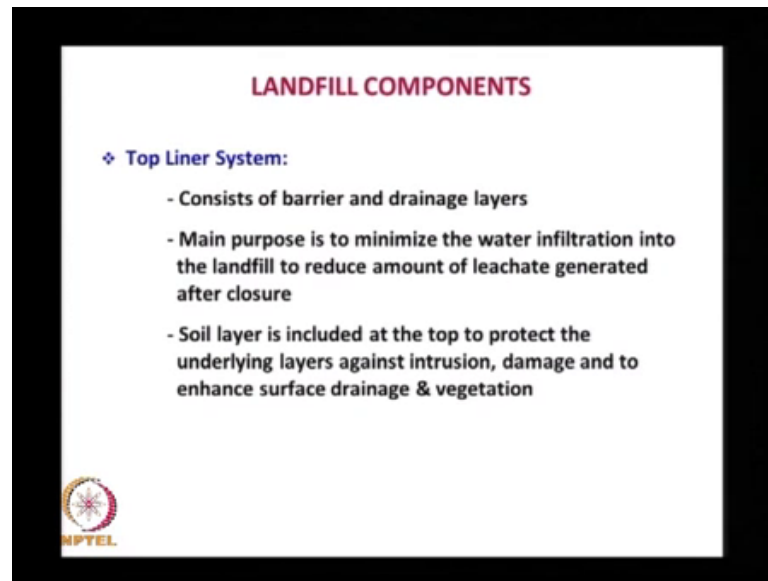 LANDFILL COMPONENTS
❖ Top Liner System:
- Consists of barrier and drainage layers
- Main purpose is to minimize the water infiltration into
the landfill to reduce amount of leachate generated
after closure
- Soil layer is included at the top to protect the
underlying layers against intrusion, damage and to
enhance surface drainage & vegetation
NPTEL